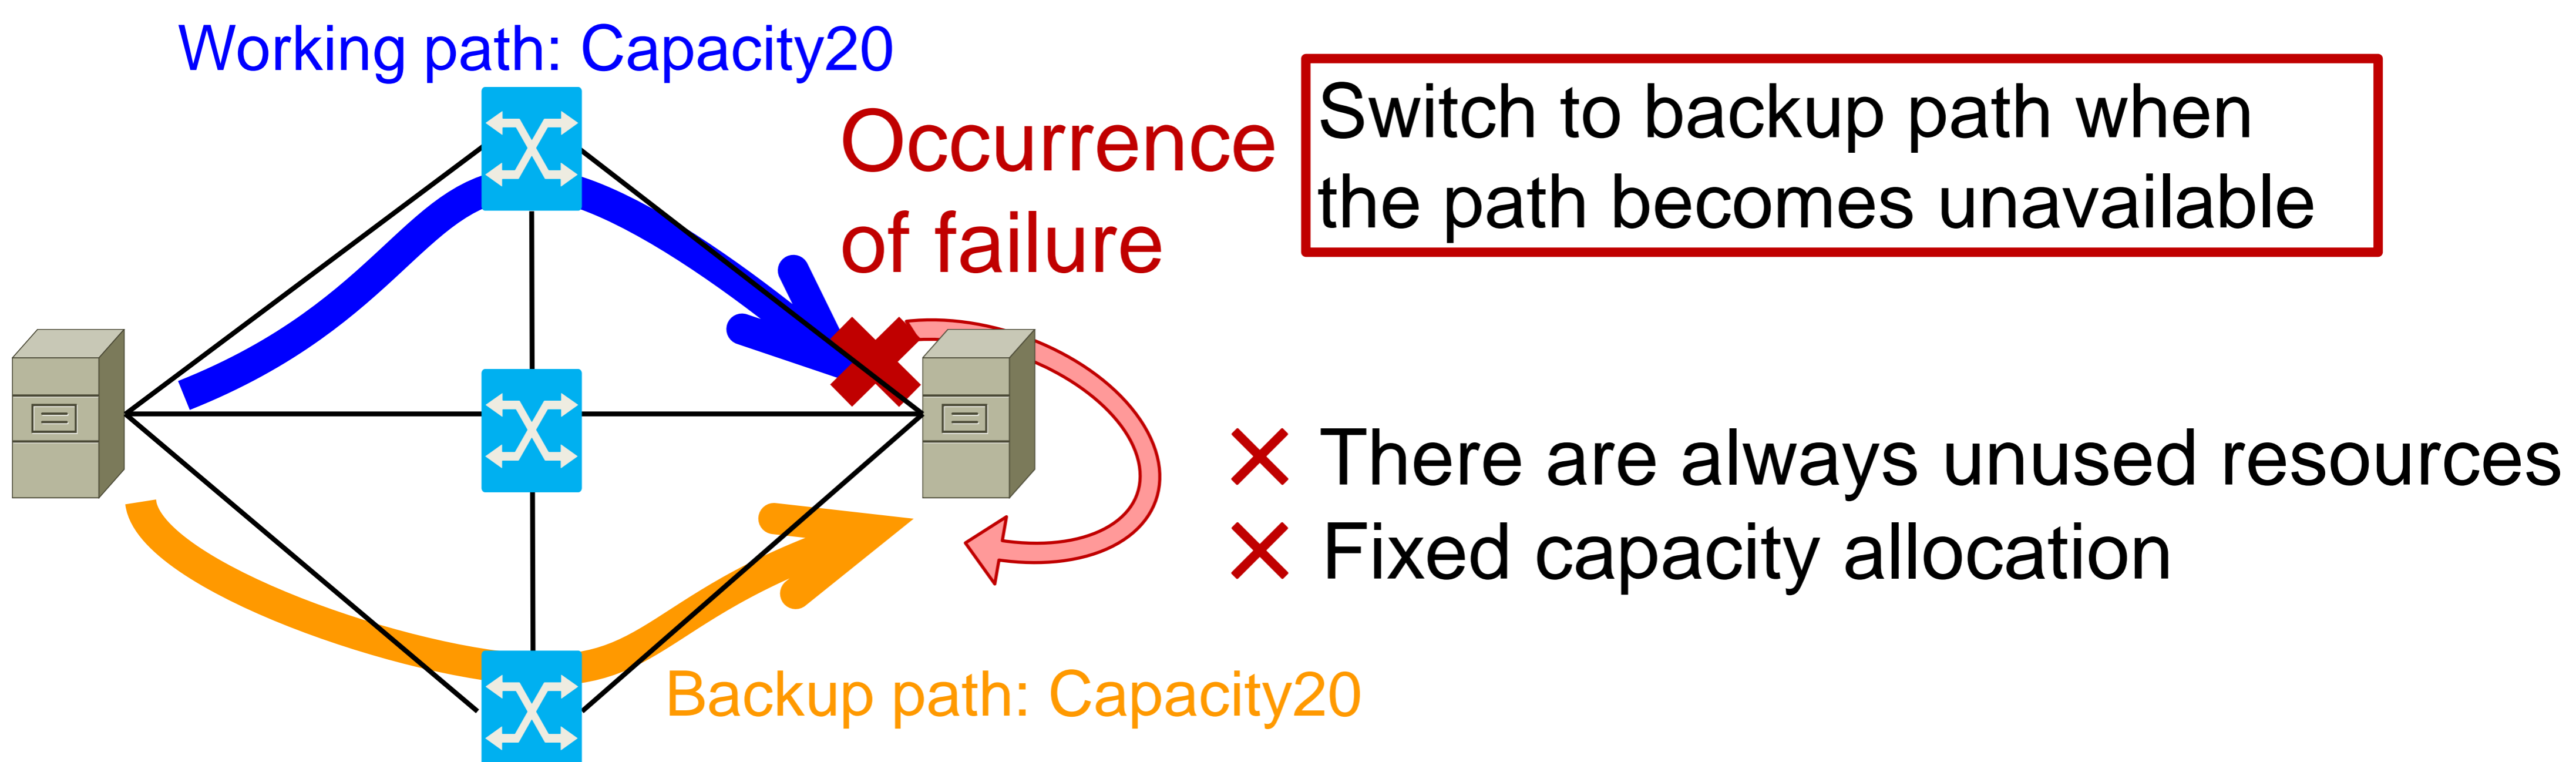 Working path: Capacity20
Occurrence
of failure
Switch to backup path when
the path becomes unavailable
× There are always unused resources
× Fixed capacity allocation
Backup path: Capacity20